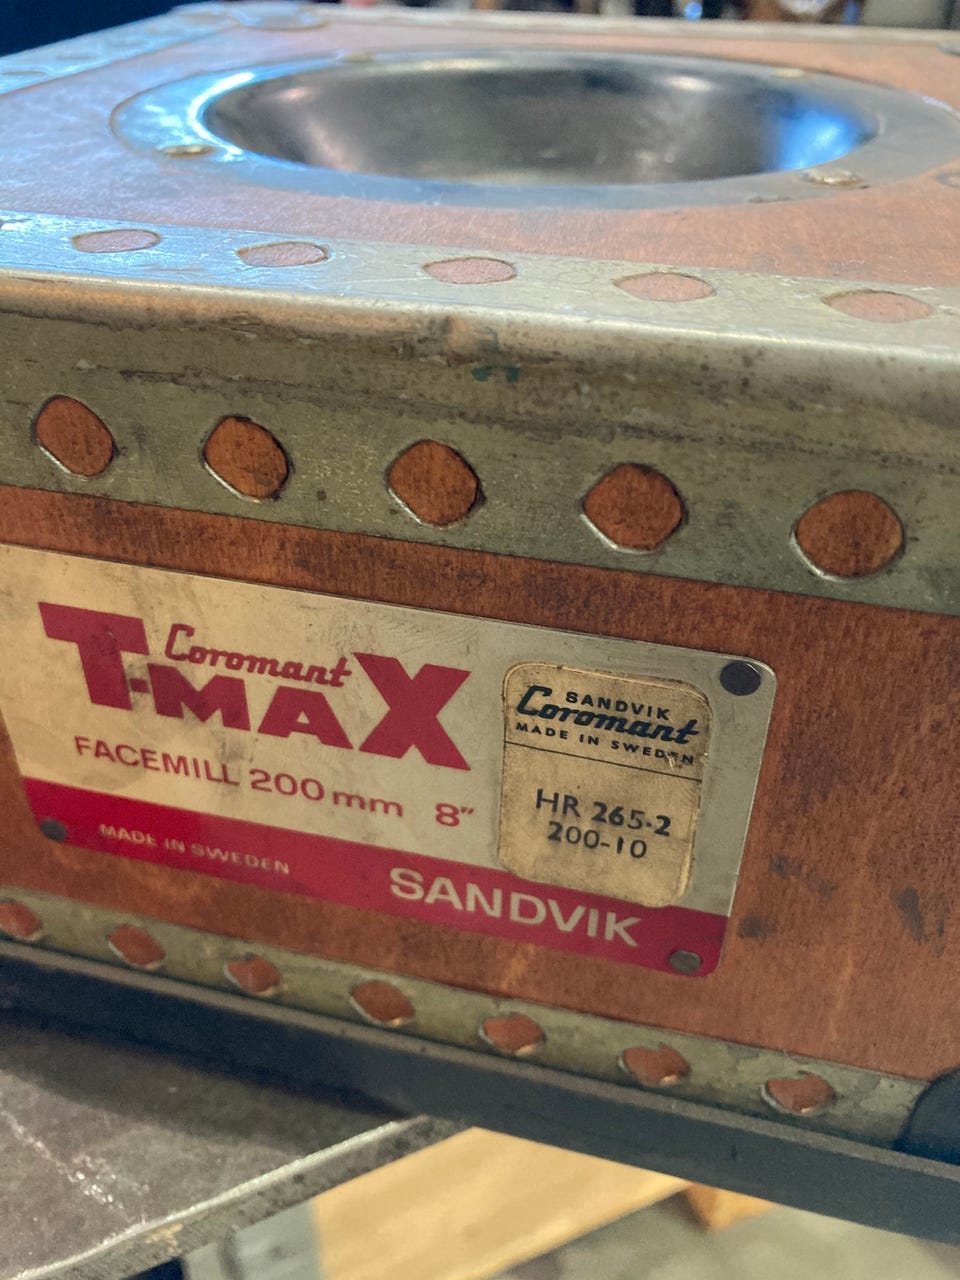 Coromant
T-MAX
FACEMILL 200 mm 8"
MADE IN SWEDEN
SANDVIK
SANDVIK
Coromant
MADE IN SWEDEN
HR 265.2
200-10